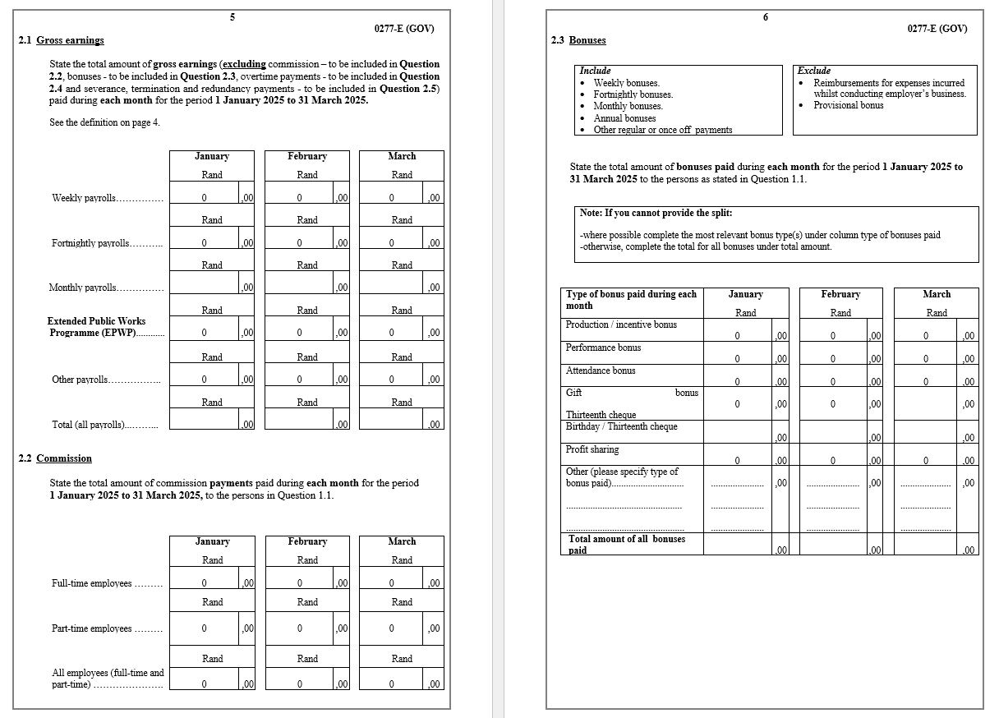 5
0277-E (GOV)
2.1 Gross earnings
State the total amount of gross earnings (excluding commission – to be included in Question
2.2, bonuses - to be included in Question 2.3, overtime payments - to be included in Question
2.4 and severance, termination and redundancy payments - to be included in Question 2.5)
paid during each month for the period 1 January 2025 to 31 March 2025.
See the definition on page 4.
January February March
Rand Rand Rand
Weekly payrolls.............. 0 ,00 0 ,00 0 ,00
Rand Rand Rand
Fortnightly payrolls........... 0 ,00 0 ,00 0 ,00
Rand Rand Rand
Monthly payrolls............... ,00 ,00 ,00
Rand Rand Rand
Extended Public Works
Programme (EPWP)............ 0 ,00 0 ,00 0 ,00
Rand Rand Rand
Other payrolls.................. 0 ,00 0 ,00 0 ,00
Rand Rand Rand
Total (all payrolls)........... ,00 ,00 ,00
2.2 Commission
State the total amount of commission payments paid during each month for the period
1 January 2025 to 31 March 2025, to the persons in Question 1.1.
January February March
Rand Rand Rand
Full-time employees ......... 0 ,00 0 ,00 0 ,00
Rand Rand Rand
Part-time employees ......... 0 ,00 0 ,00 0 ,00
Rand Rand Rand
All employees (full-time and
part-time) ....................... 0 ,00 0 ,00 0 ,00
6
0277-E (GOV)
2.3 Bonuses
Include
• Weekly bonuses.
• Fortnightly bonuses.
• Monthly bonuses.
• Annual bonuses
• Other regular or once off payments
Exclude
• Reimbursements for expenses incurred
whilst conducting employer's business.
• Provisional bonus
State the total amount of bonuses paid during each month for the period 1 January 2025 to
31 March 2025 to the persons as stated in Question 1.1.
Note: If you cannot provide the split:
-where possible complete the most relevant bonus type(s) under column type of bonuses paid
-otherwise, complete the total for all bonuses under total amount.
Type of bonus paid during each January February March
month
Rand Rand Rand
Production / incentive bonus
0 ,00 0 ,00 0 ,00
Performance bonus
0 ,00 0 ,00 0 ,00
Attendance bonus
0 ,00 0 ,00 0 ,00
Gift bonus
0 ,00 0 ,00 ,00
Thirteenth cheque
Birthday / Thirteenth cheque
,00 ,00 ,00
Profit sharing
0 ,00 0 ,00 0 ,00
Other (please specify type of
bonus paid)............................. ..................... ,00 ..................... ,00 .................... ,00
............................................... ..................... ..................... ....................
................................................ ..................... ..................... ....................
Total amount of all bonuses
paid ,00 ,00 ,00